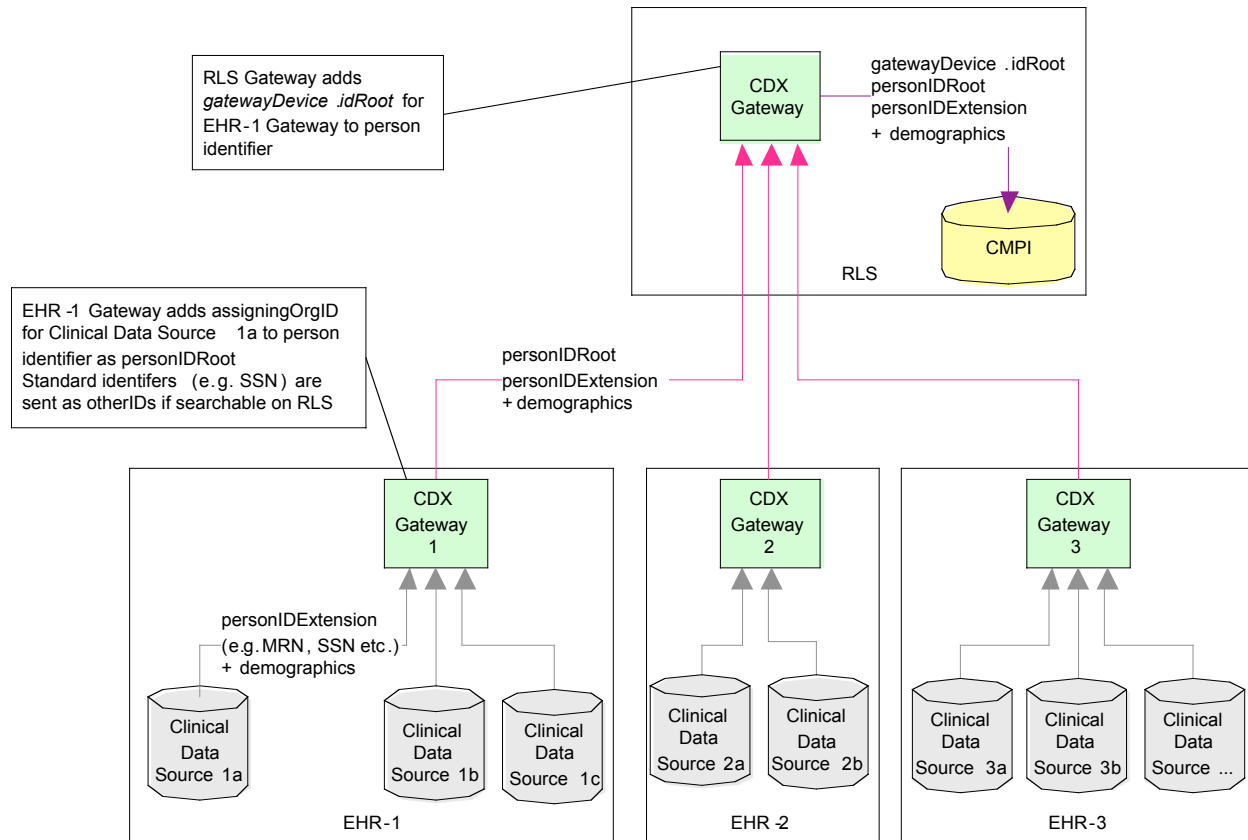 RLS Gateway adds
gatewayDevice .idRoot for
EHR-1 Gateway to person
identifier
CDX
Gateway
gatewayDevice .idRoot
personIDRoot
personIDExtension
+ demographics
CMPI
RLS
EHR -1 Gateway adds assigningOrgID
for Clinical Data Source 1a to person
identifier as personIDRoot
Standard identifers (e.g. SSN) are
sent as otherIDs if searchable on RLS
personIDRoot
personIDExtension
+ demographics
CDX
Gateway
1
personIDExtension
(e.g. MRN, SSN etc.)
+ demographics
Clinical
Data
Source 1a
Clinical
Data
Source 1b
Clinical
Data
Source 1c
EHR-1
CDX
Gateway
2
Clinical
Data
Source 2a
Clinical
Data
Source 2b
EHR -2
CDX
Gateway
3
Clinical
Data
Source 3a
Clinical
Data
Source 3b
Clinical
Data
Source ...
EHR-3